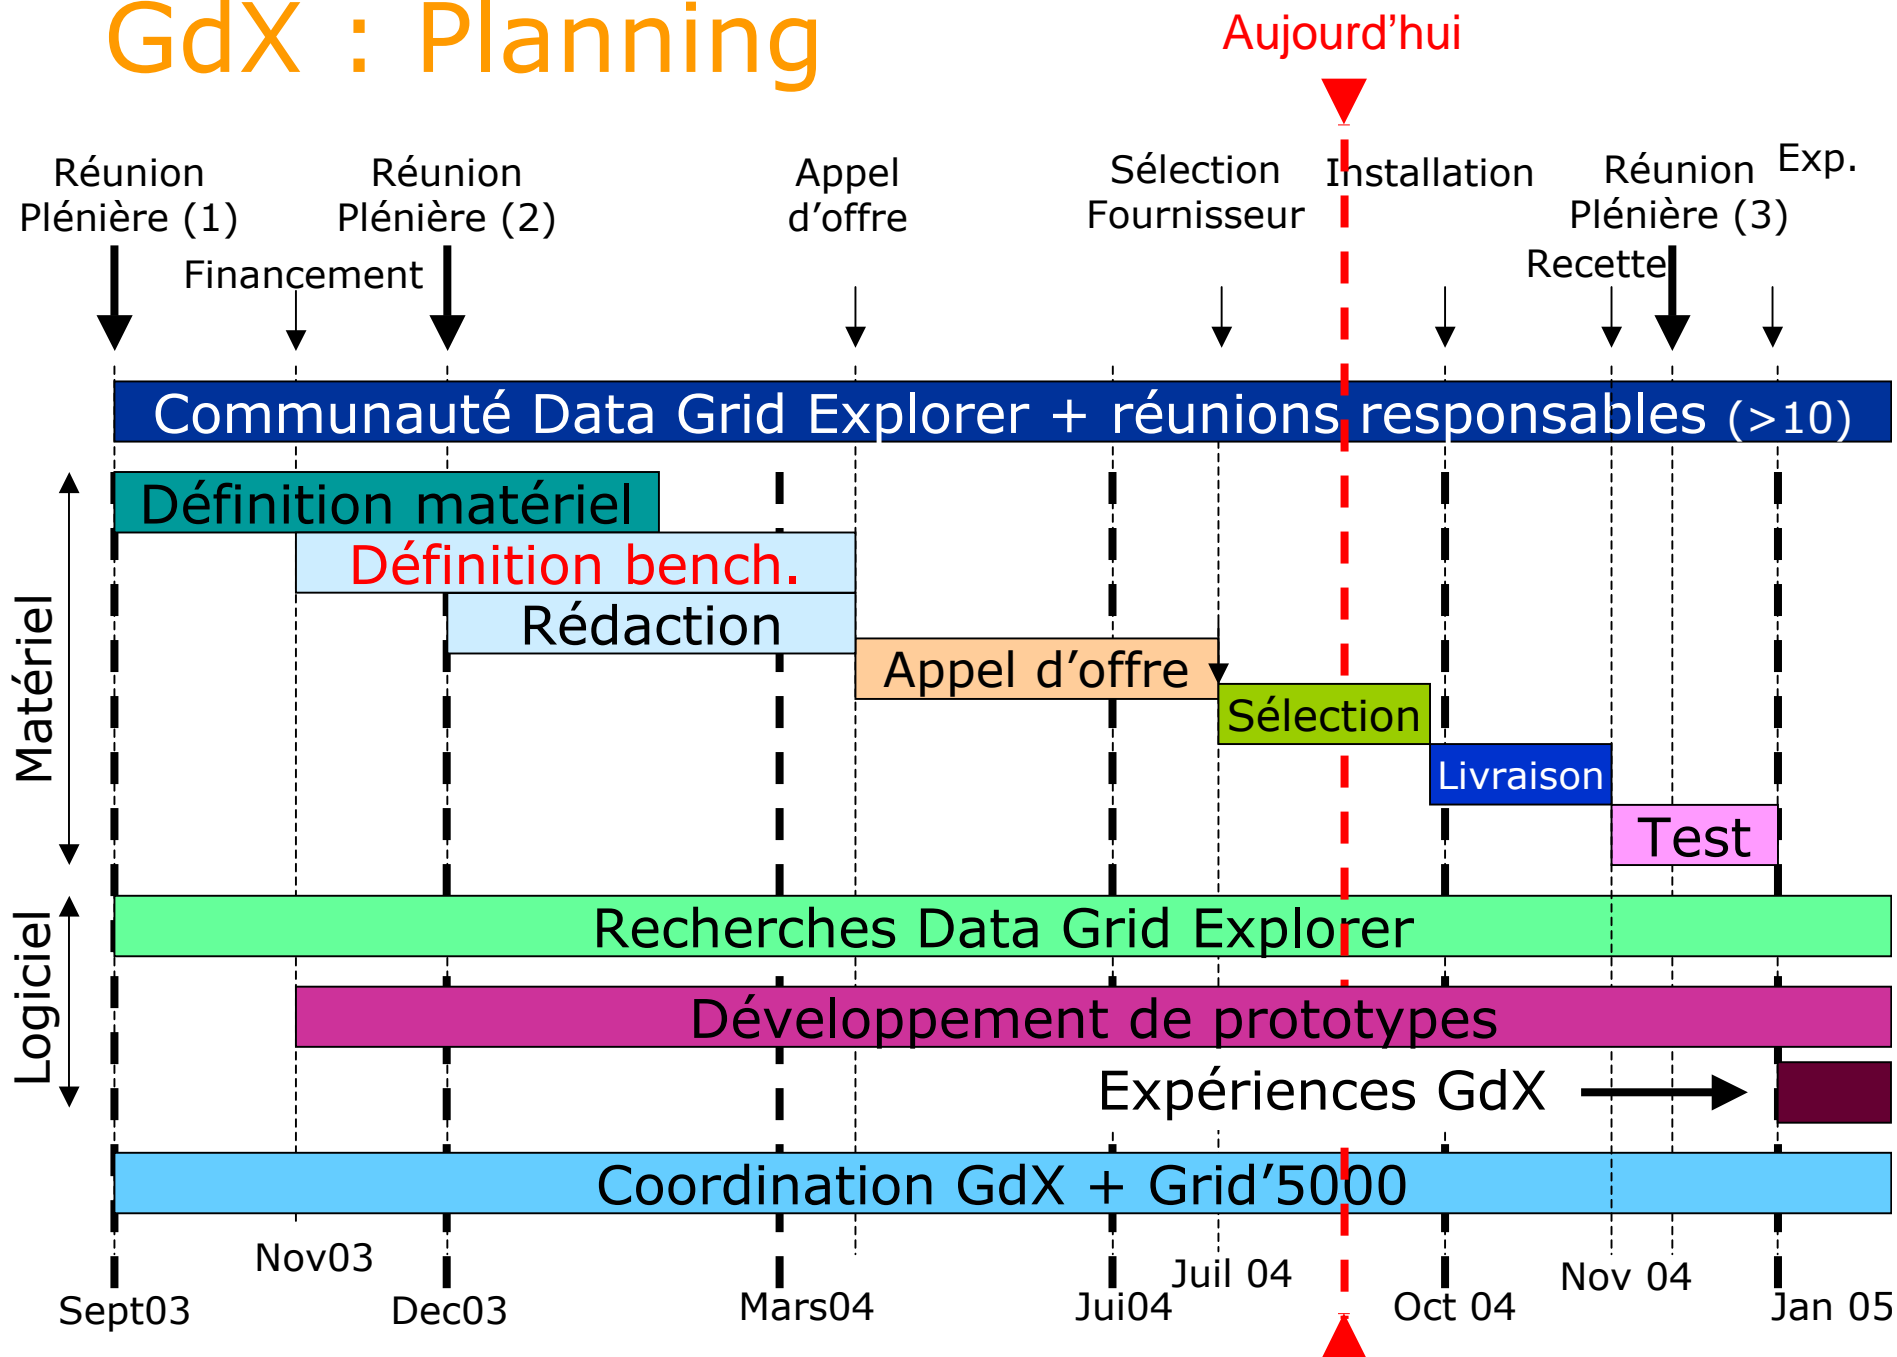 GdX : Planning
Aujourd’hui
Réunion
Plénière (1)
Réunion
Plénière (2)
Appel
d’offre
Sélection
Fournisseur
Installation
Réunion
Plénière (3)
Exp.
Financement
Recette
Communauté Data Grid Explorer + réunions responsables (>10)
Matériel
Définition matériel
Définition bench.
Rédaction
Appel d’offre
Sélection
Livraison
Test
Logiciel
Recherches Data Grid Explorer
Développement de prototypes
Expériences GdX
Coordination GdX + Grid’5000
Nov03
Juil 04
Nov 04
Sept03
Dec03
Mars04
Jui04
Oct 04
Jan 05